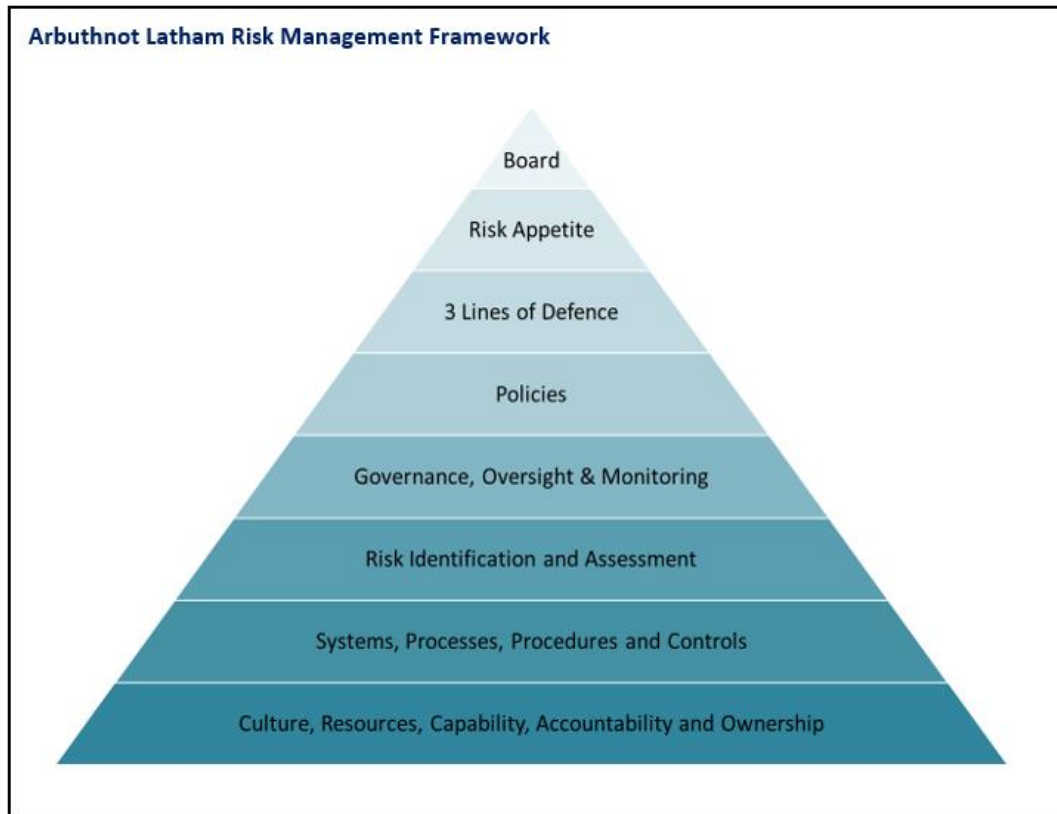 Arbuthnot Latham Risk Management Framework
Board
Risk Appetite
3 Lines of Defence
Policies
Governance, Oversight & Monitoring
Risk Identification and Assessment
Systems, Processes, Procedures and Controls
Culture, Resources, Capability, Accountability and Ownership